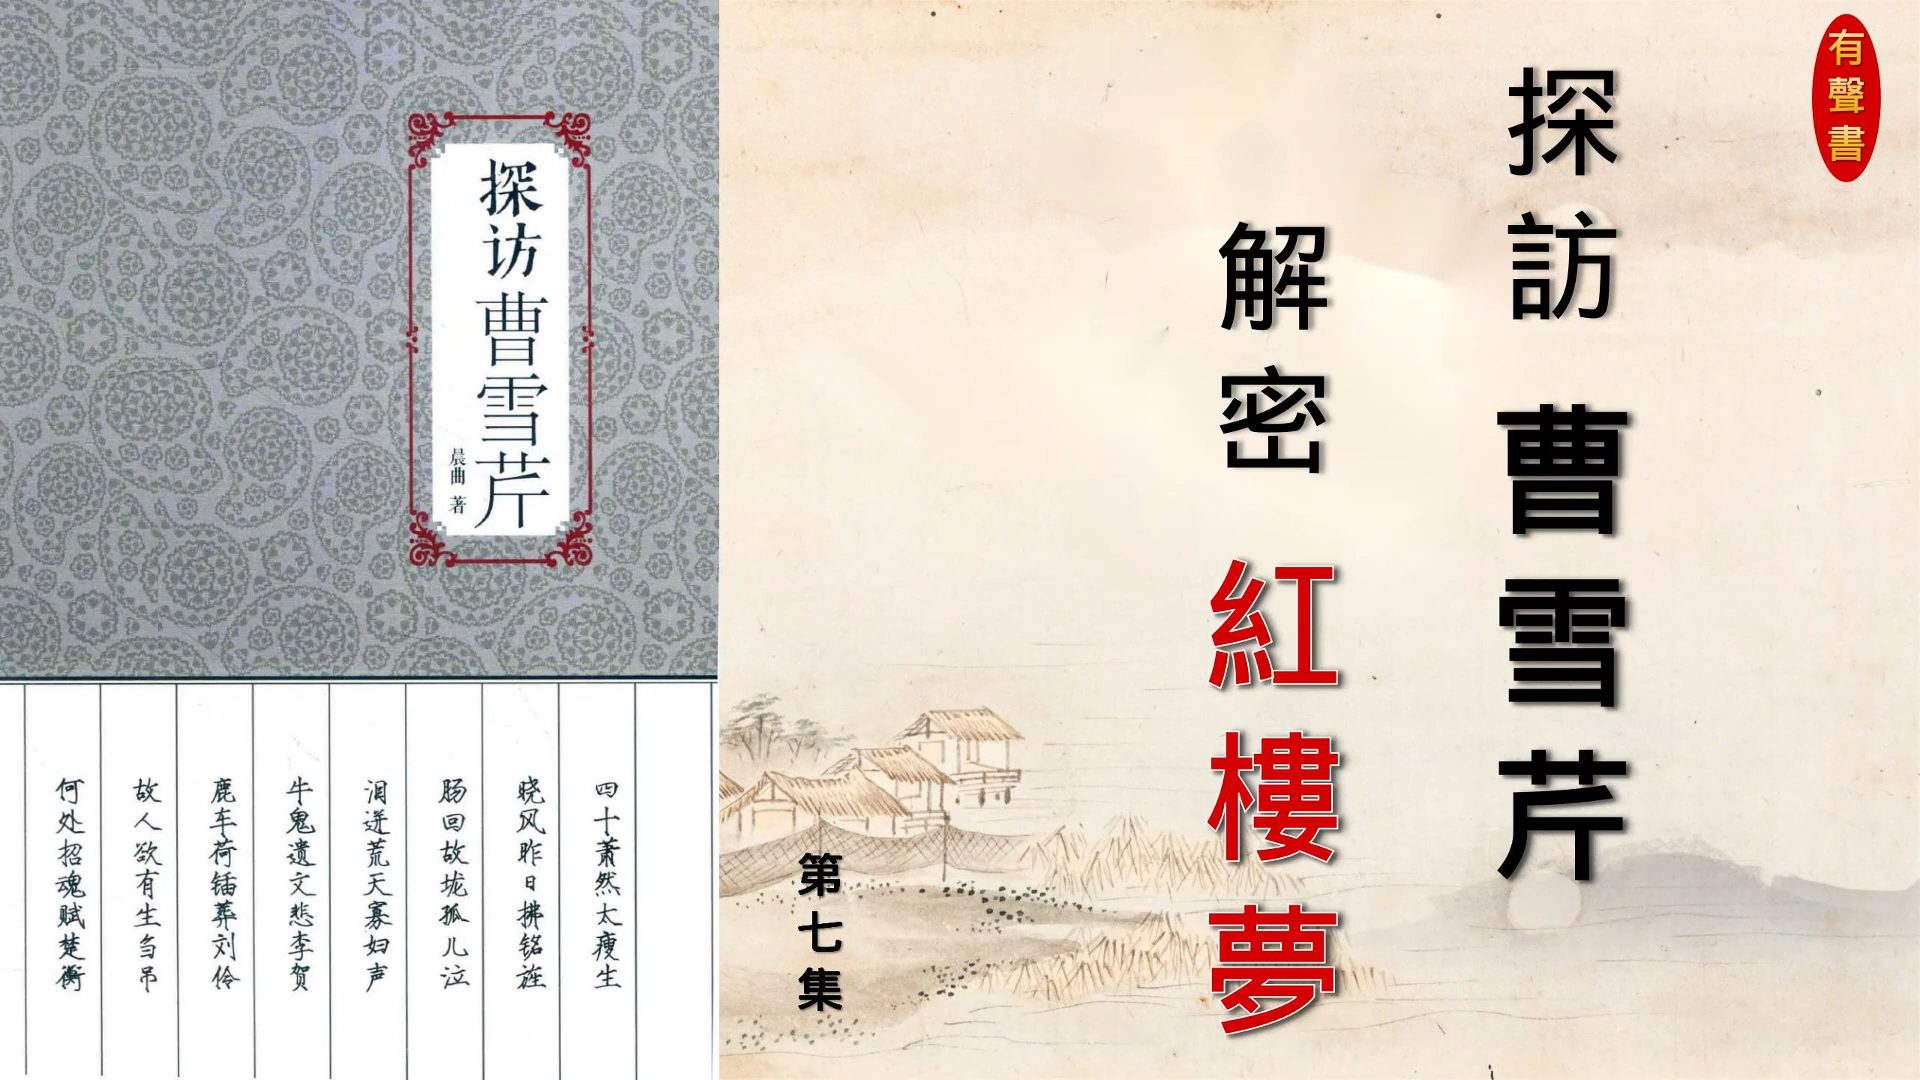 探访曹雪芹
晨曲 著
四十萧然太瘦生
晓风昨日拂铭旌
肠回故垅孤儿泣
泪迸荒天寡妇声
牛鬼遗文悲李贺
鹿车荷锸葬刘伶
故人欲有生刍吊
何处招魂赋楚蘅
有聲書
探訪 曹雪芹
解密 紅樓夢
第七集